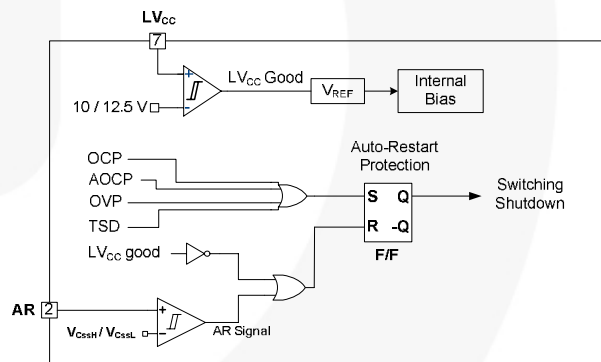 LVCC
7
+
-
10 / 12.5 V
LVCC Good
VREF
Internal
Bias
Auto-Restart
Protection
OCP
AOCP
OVP
TSD
S Q
R -Q
F/F
Switching
Shutdown
LVCC good
AR 2
+
-
VCssH / VCssL
AR Signal